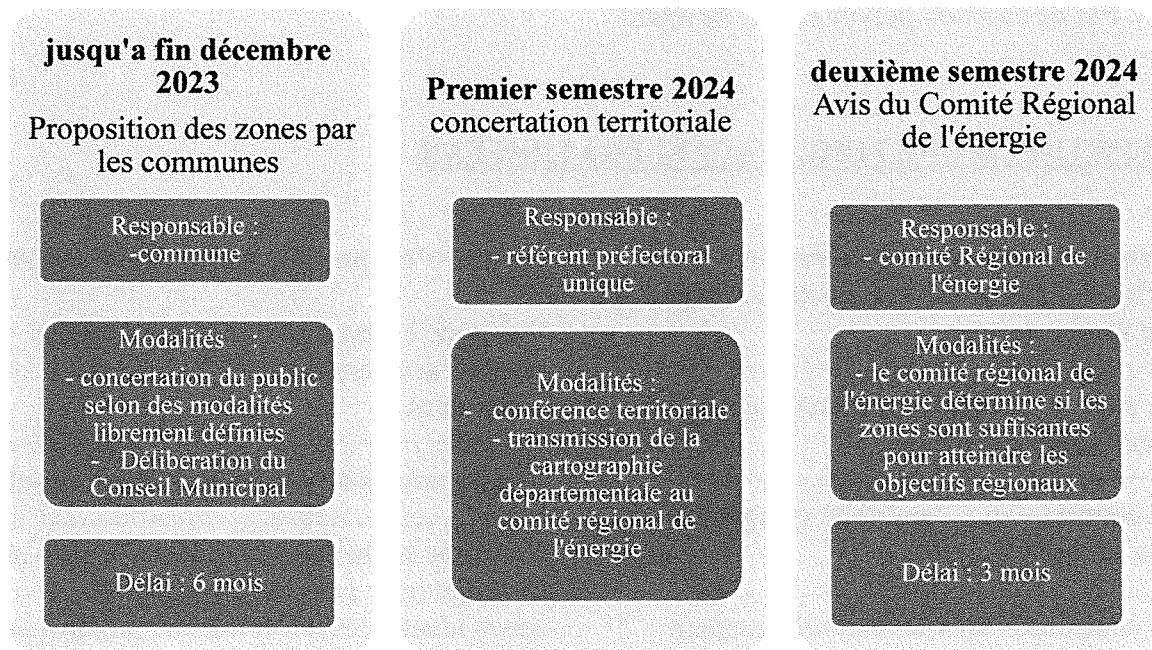 jusqu'a fin décembre
2023
Proposition des zones par
les communes
Responsable :
-commune
Modalités :
- concertation du public
selon des modalités
librement définies
- Déliberation du
Conseil Municipal
Délai : 6 mois
Premier semestre 2024
concertation territoriale
Responsable :
- référent préfectoral
unique
Modalités :
- conférence territoriale
- transmission de la
cartographie
départementale au
comité régional de
l'énergie
deuxième semestre 2024
Avis du Comité Régional
de l'énergie
Responsable :
- comité Régional de
l'énergie
Modalités :
- le comité régional de
l'énergie détermine si les
zones sont suffisantes
pour atteindre les
objectifs régionaux
Délai : 3 mois